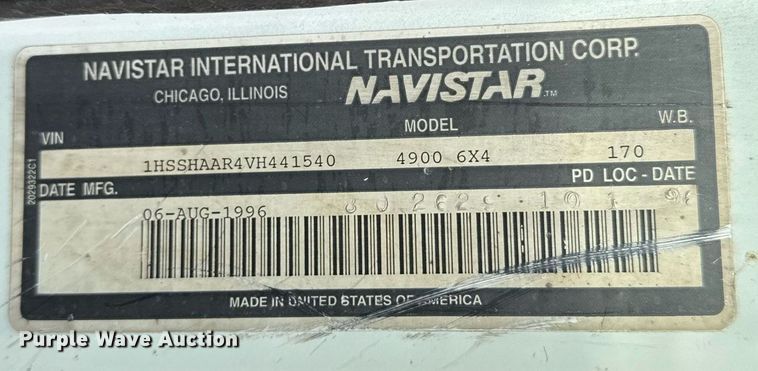 NAVISTAR INTERNATIONAL TRANSPORTATION CORP.
CHICAGO, ILLINOIS NAVISTAR TM
VIN MODEL W.B.
1HSSHAAR4VH441540 4900 6X4 170
DATE MFG. PD LOC - DATE
06-AUG-1996
MADE IN UNITED STATES OF AMERICA
2029322C1
Purple Wave Auction